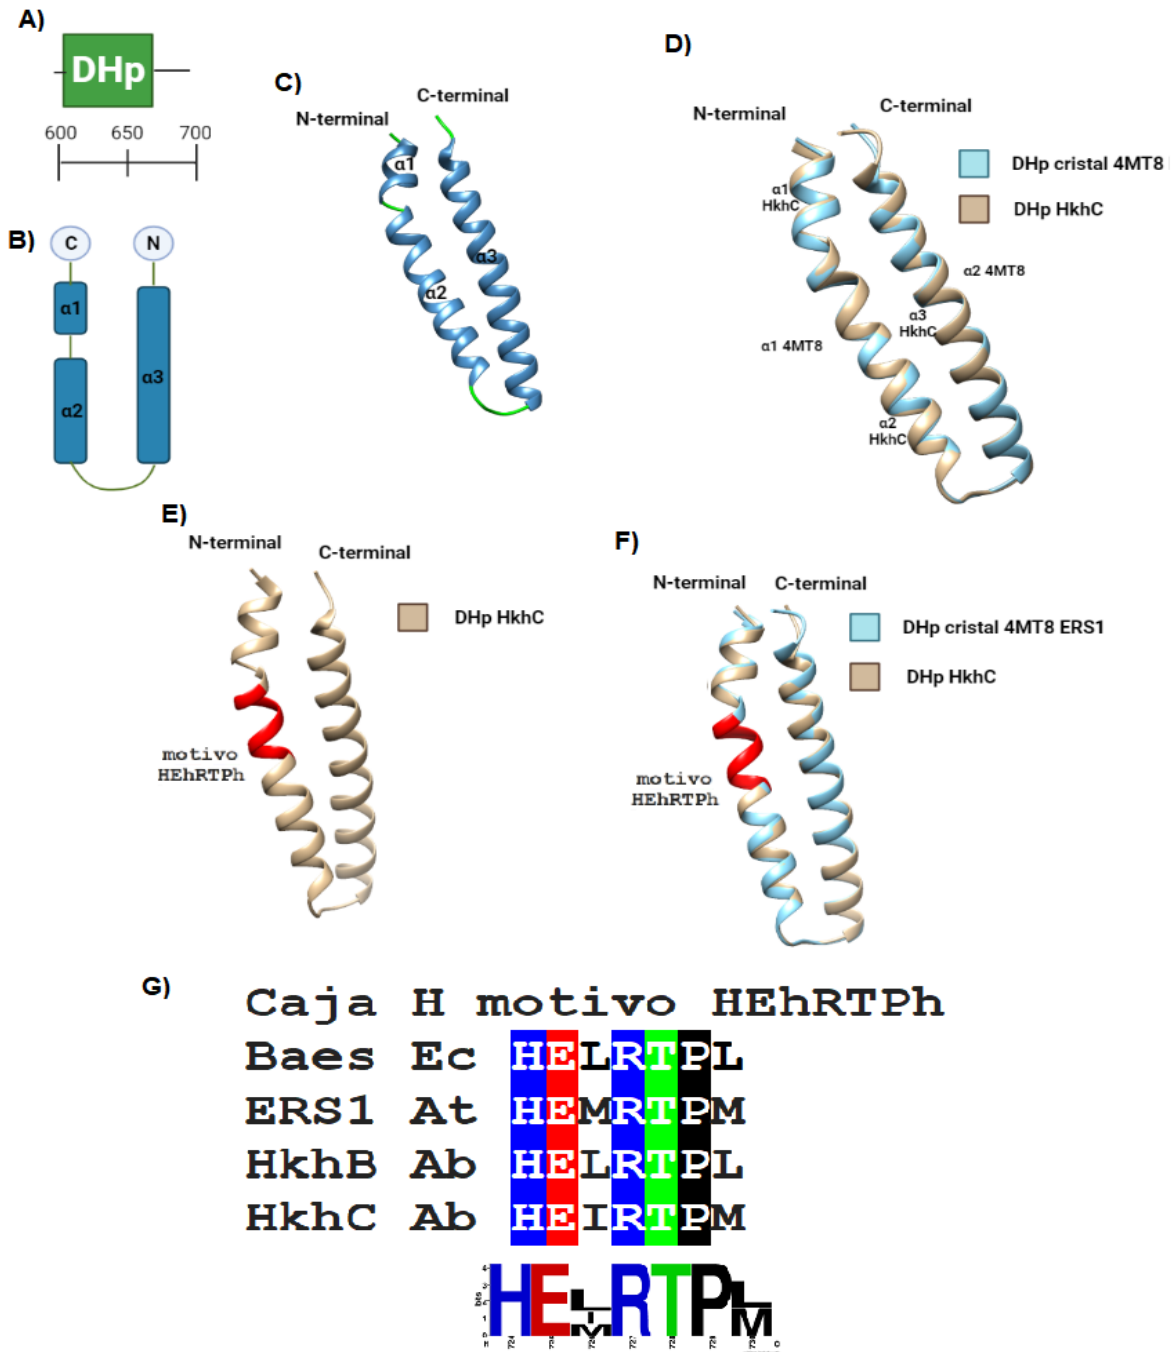 A)
DHp
600 650 700
B)
C N
α1
α2
α3
C)
N-terminal
C-terminal
α1
α2
α3
D)
N-terminal
C-terminal
DHp cristal 4MT8
DHp HkhC
α1
HkhC
α2 4MT8
α3
HkhC
α1 4MT8
α2
HkhC
E)
N-terminal
C-terminal
DHp HkhC
motivo
HEhRTPh
F)
N-terminal
C-terminal
DHp cristal 4MT8 ERS1
DHp HkhC
motivo
HEhRTPh
G)
Caja H motivo HEhRTPh
Baes Ec HELRTPL
ERS1 At HEMRTPM
HkhB Ab HELRTPL
HkhC Ab HEIRTPM
HELRTPL
I
M M